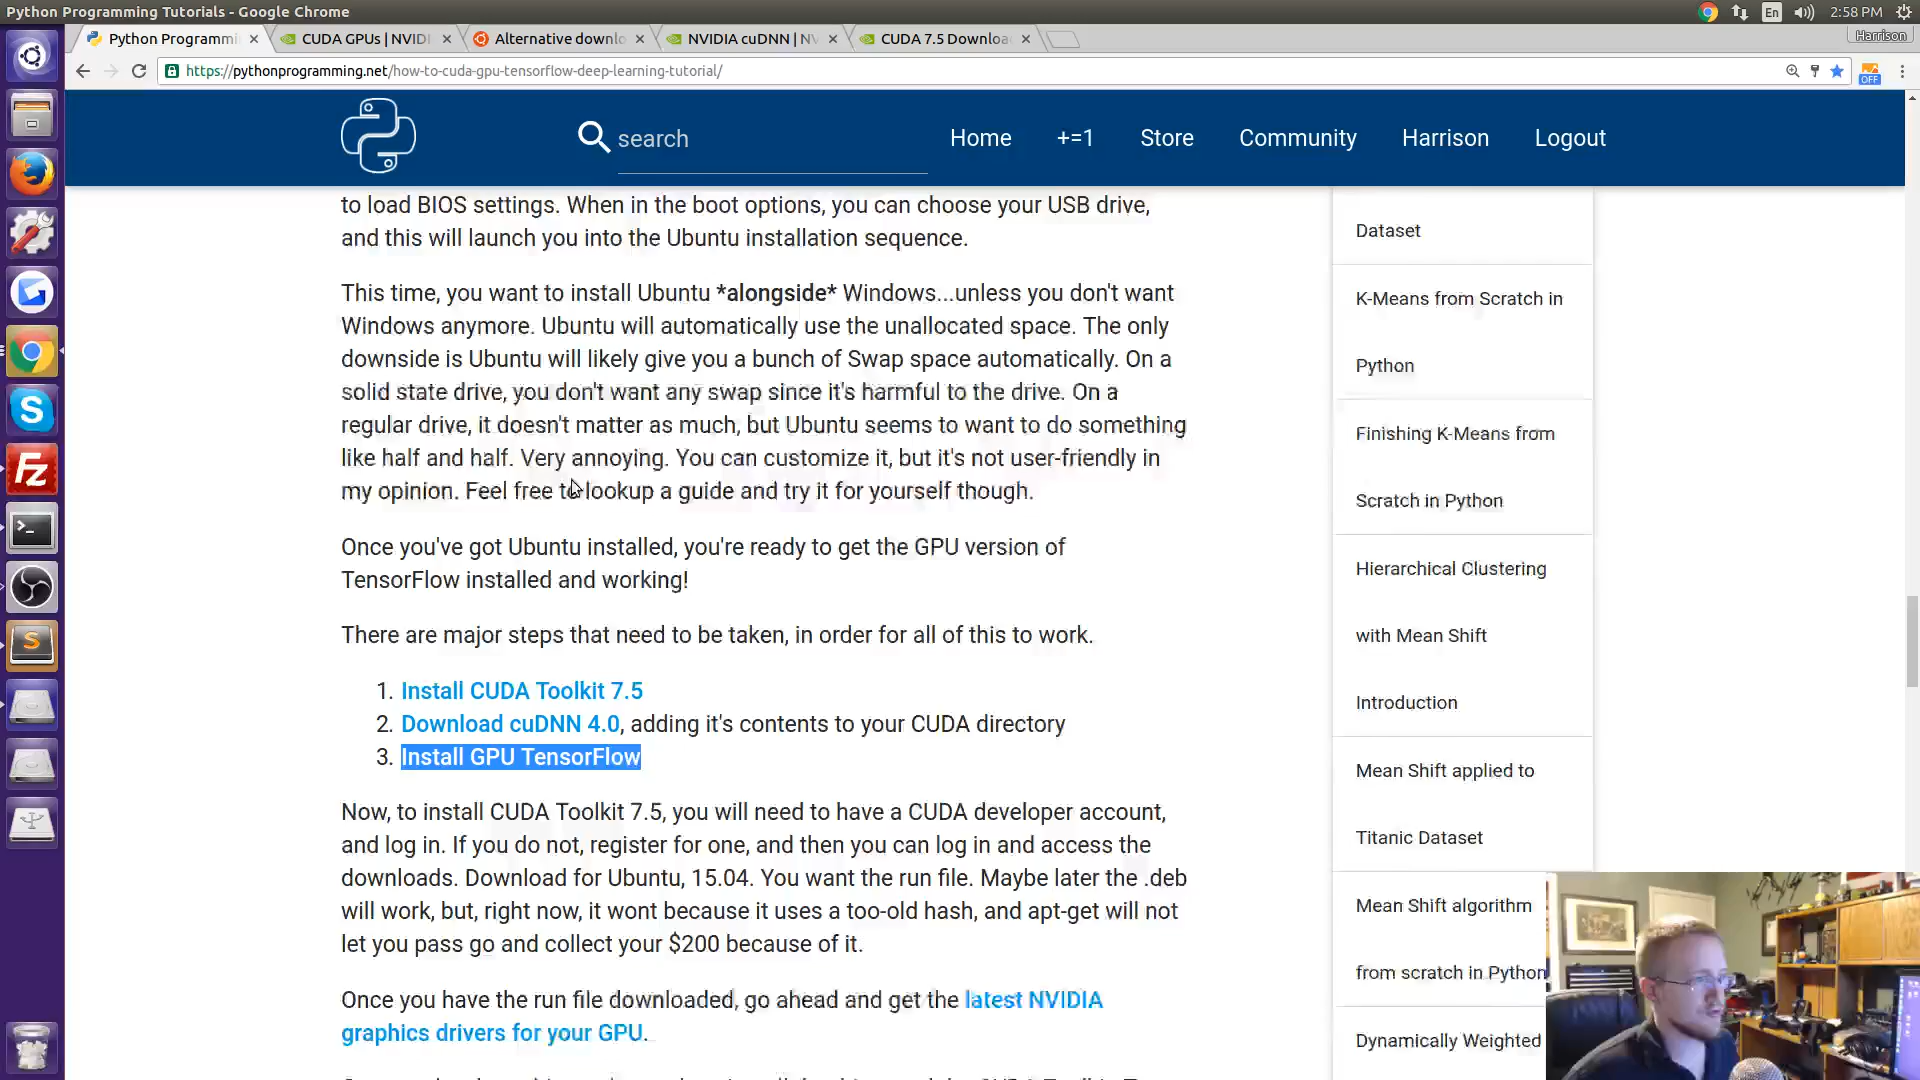 Python Programming Tutorials - Google Chrome
En
2:58 PM
Python Programmi
CUDA GPUs | NVID
Alternative downlo
NVIDIA cuDNN | N
CUDA 7.5 Downloa
Harrison
https://pythonprogramming.net/how-to-cuda-gpu-tensorflow-deep-learning-tutorial/
OFF
search
Home
+=1
Store
Community
Harrison
Logout
to load BIOS settings. When in the boot options, you can choose your USB drive,
and this will launch you into the Ubuntu installation sequence.
This time, you want to install Ubuntu *alongside* Windows...unless you don't want
Windows anymore. Ubuntu will automatically use the unallocated space. The only
downside is Ubuntu will likely give you a bunch of Swap space automatically. On a
solid state drive, you don't want any swap since it's harmful to the drive. On a
regular drive, it doesn't matter as much, but Ubuntu seems to want to do something
like half and half. Very annoying. You can customize it, but it's not user-friendly in
my opinion. Feel free to lookup a guide and try it for yourself though.
Once you've got Ubuntu installed, you're ready to get the GPU version of
TensorFlow installed and working!
There are major steps that need to be taken, in order for all of this to work.
1. Install CUDA Toolkit 7.5
2. Download cuDNN 4.0, adding it's contents to your CUDA directory
3. Install GPU TensorFlow
Now, to install CUDA Toolkit 7.5, you will need to have a CUDA developer account,
and log in. If you do not, register for one, and then you can log in and access the
downloads. Download for Ubuntu, 15.04. You want the run file. Maybe later the .deb
will work, but, right now, it wont because it uses a too-old hash, and apt-get will not
let you pass go and collect your $200 because of it.
Once you have the run file downloaded, go ahead and get the latest NVIDIA
graphics drivers for your GPU.
Dataset
K-Means from Scratch in
Python
Finishing K-Means from
Scratch in Python
Hierarchical Clustering
with Mean Shift
Introduction
Mean Shift applied to
Titanic Dataset
Mean Shift algorithm
from scratch in Python
Dynamically Weighted